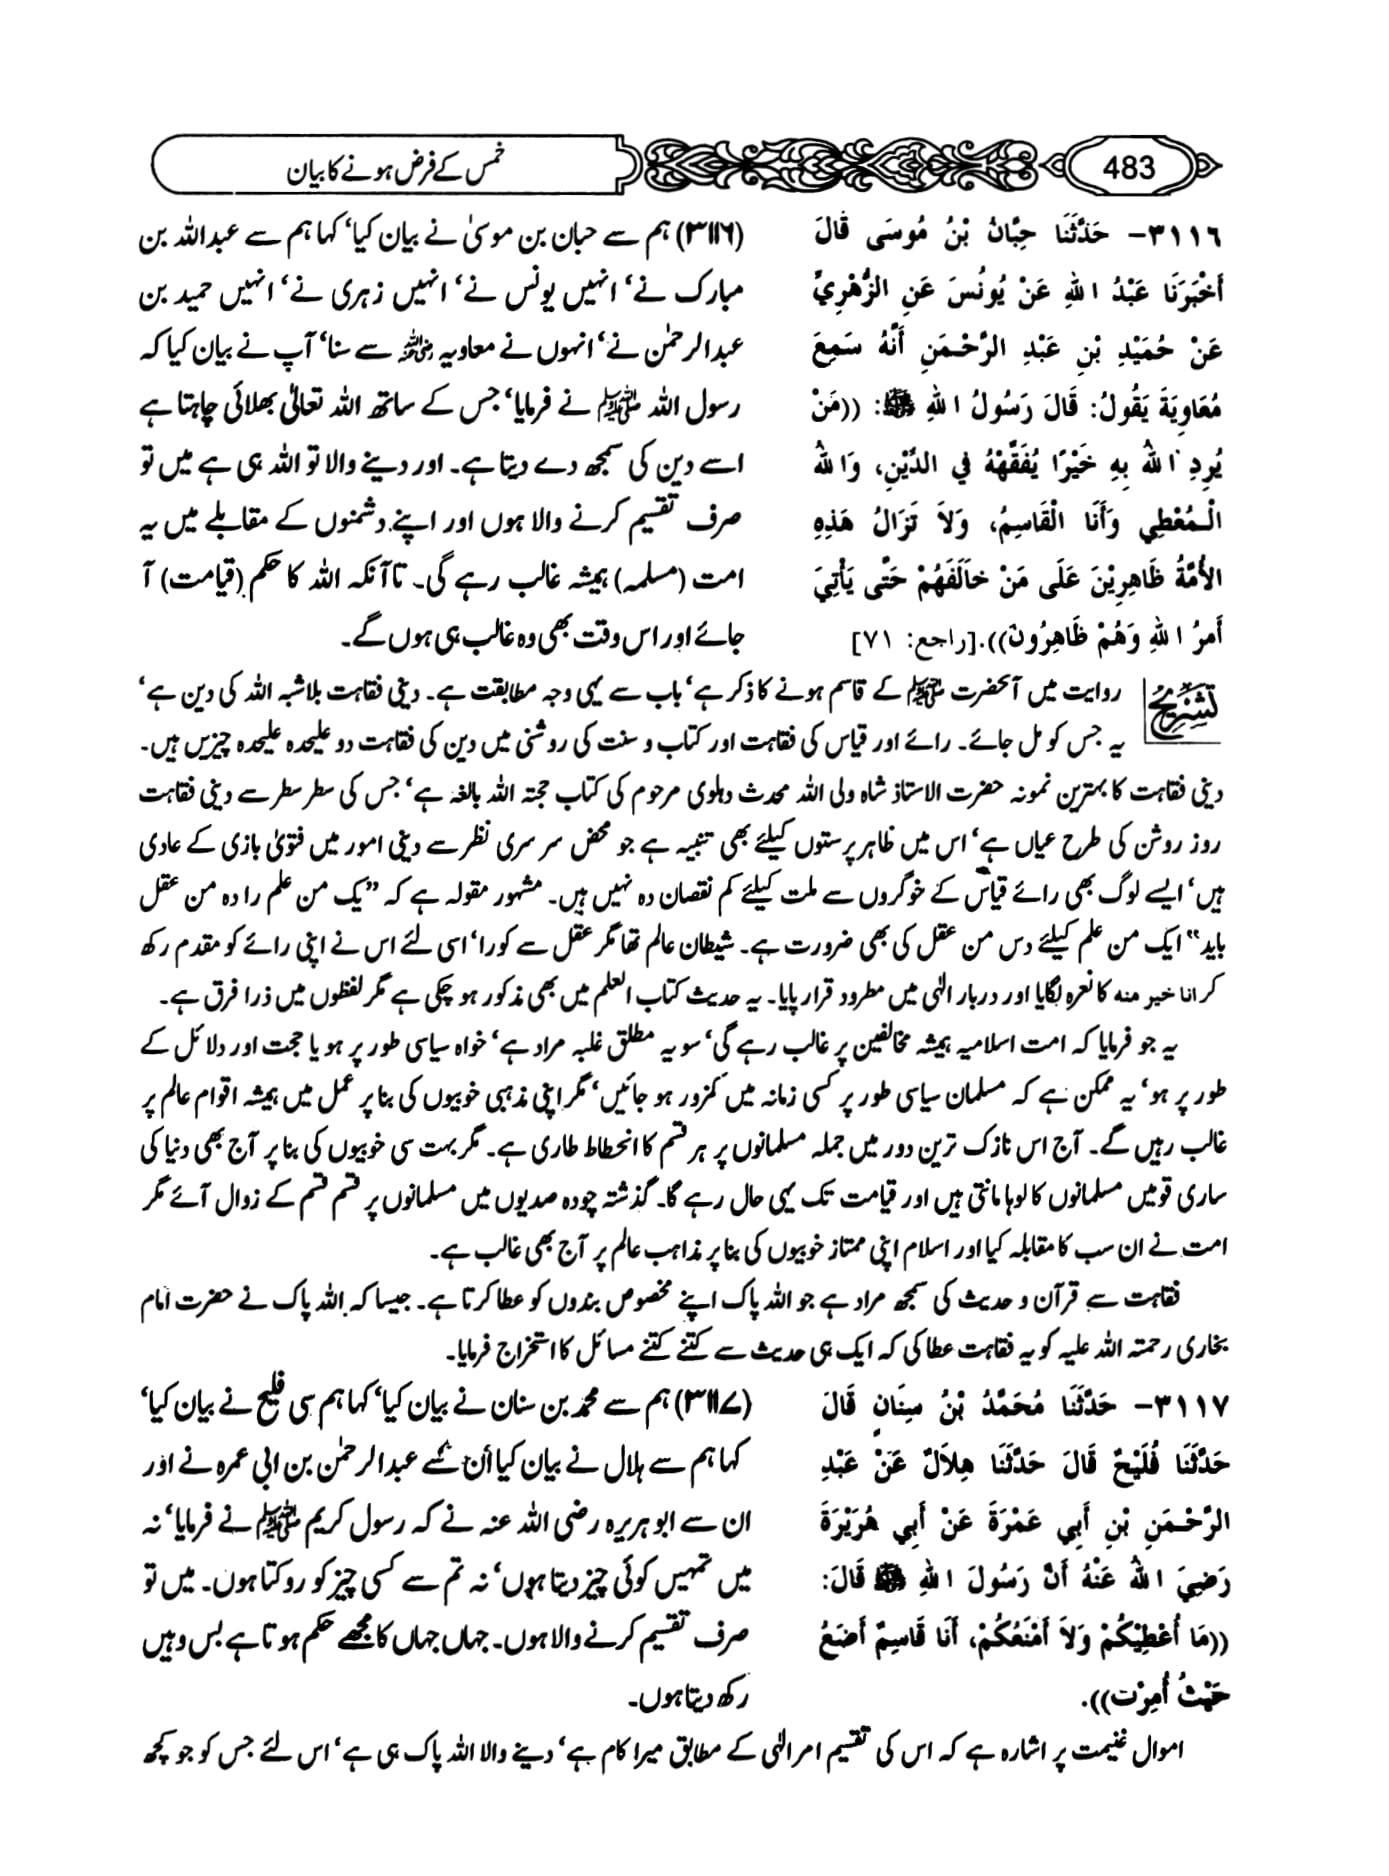 483
خمس کے فرض ہونے کا بیان
٣١١٦- حَدَّثَنَا حِبَّانُ بْنُ مُوسَى قَالَ
أَخْبَرَنَا عَبْدُ اللهِ عَنْ يُونُسَ عَنِ الزُّهْرِيِّ
عَنْ حُمَيْدِ بْنِ عَبْدِ الرَّحْمَنِ أَنَّهُ سَمِعَ
مُعَاوِيَةَ يَقُولُ: قَالَ رَسُولُ اللهِ ﷺ: ((مَنْ
يُرِدِ اللهُ بِهِ خَيْرًا يُفَقِّهْهُ فِي الدِّيْنِ، وَاللهُ
الْمُعْطِي وَأَنَا الْقَاسِمُ، وَلاَ تَزَالُ هَذِهِ
الأُمَّةُ ظَاهِرِيْنَ عَلَى مَنْ خَالَفَهُمْ حَتَّى يَأْتِيَ
أَمْرُ اللهِ وَهُمْ ظَاهِرُونَ)).[راجع: ٧١]
(۳۱۱۶) ہم سے حبان بن موسیٰ نے بیان کیا‘ کہا ہم سے عبداللہ بن
مبارک نے‘ انہیں یونس نے‘ انہیں زہری نے‘ انہیں حمید بن
عبدالرحمٰن نے‘ انہوں نے معاویہ رضی اللہ عنہ سے سنا‘ آپ نے بیان کیا کہ
رسول اللہ ﷺ نے فرمایا‘ جس کے ساتھ اللہ تعالیٰ بھلائی چاہتا ہے
اسے دین کی سمجھ دے دیتا ہے۔ اور دینے والا تو اللہ ہی ہے میں تو
صرف تقسیم کرنے والا ہوں اور اپنے دشمنوں کے مقابلے میں یہ
امت (مسلمہ) ہمیشہ غالب رہے گی۔ تاآنکہ اللہ کا حکم (قیامت) آ
جائے اور اس وقت بھی وہ غالب ہی ہوں گے۔
تشریح روایت میں آنحضرت ﷺ کے قاسم ہونے کا ذکر ہے‘ باب سے یہی وجہ مطابقت ہے۔ دینی فقاہت بلاشبہ اللہ کی دین ہے‘
یہ جس کو مل جائے۔ رائے اور قیاس کی فقاہت اور کتاب و سنت کی روشنی میں دین کی فقاہت دو علیحدہ علیحدہ چیزیں ہیں۔
دینی فقاہت کا بہترین نمونہ حضرت الاستاذ شاہ ولی اللہ محدث دہلوی مرحوم کی کتاب حجتہ اللہ بالغہ ہے‘ جس کی سطر سطر سے دینی فقاہت
روز روشن کی طرح عیاں ہے‘ اس میں ظاہر پرستوں کیلئے بھی تنبیہ ہے جو محض سرسری نظر سے دینی امور میں فتویٰ بازی کے عادی
ہیں‘ ایسے لوگ بھی رائے قیاس کے خوگروں سے ملت کیلئے کم نقصان دہ نہیں ہیں۔ مشہور مقولہ ہے کہ ”یک من علم را دہ من عقل
باید“ ایک من علم کیلئے دس من عقل کی بھی ضرورت ہے۔ شیطان عالم تھا مگر عقل سے کورا‘ اسی لئے اس نے اپنی رائے کو مقدم رکھ
کر انا خیر منه کا نعرہ لگایا اور دربار الٰہی میں مطرود قرار پایا۔ یہ حدیث کتاب العلم میں بھی مذکور ہو چکی ہے مگر لفظوں میں ذرا فرق ہے۔
یہ جو فرمایا کہ امت اسلامیہ ہمیشہ مخالفین پر غالب رہے گی‘ سو یہ مطلق غلبہ مراد ہے‘ خواہ سیاسی طور پر ہو یا حجت اور دلائل کے
طور پر ہو‘ یہ ممکن ہے کہ مسلمان سیاسی طور پر کسی زمانہ میں کمزور ہو جائیں‘ مگر اپنی مذہبی خوبیوں کی بنا پر عمل میں ہمیشہ اقوام عالم پر
غالب رہیں گے۔ آج اس نازک ترین دور میں جملہ مسلمانوں پر ہر قسم کا انحطاط طاری ہے۔ مگر بہت سی خوبیوں کی بنا پر آج بھی دنیا کی
ساری قومیں مسلمانوں کا لوہا مانتی ہیں اور قیامت تک یہی حال رہے گا۔ گذشتہ چودہ صدیوں میں مسلمانوں پر قسم قسم کے زوال آئے مگر
امت نے ان سب کا مقابلہ کیا اور اسلام اپنی ممتاز خوبیوں کی بنا پر مذاہب عالم پر آج بھی غالب ہے۔
فقاہت سے قرآن و حدیث کی سمجھ مراد ہے جو اللہ پاک اپنے مخصوص بندوں کو عطا کرتا ہے۔ جیسا کہ اللہ پاک نے حضرت امام
بخاری رحمتہ اللہ علیہ کو یہ فقاہت عطا کی کہ ایک ہی حدیث سے کتنے کتنے مسائل کا استخراج فرمایا۔
٣١١٧- حَدَّثَنَا مُحَمَّدُ بْنُ سِنَانٍ قَالَ
حَدَّثَنَا فُلَيْحٌ قَالَ حَدَّثَنَا هِلاَلٌ عَنْ عَبْدِ
الرَّحْمَنِ بْنِ أَبِي عَمْرَةَ عَنْ أَبِي هُرَيْرَةَ
رَضِيَ اللهُ عَنْهُ أَنَّ رَسُولَ اللهِ ﷺ قَالَ:
((مَا أُعْطِيْكُمْ وَلاَ أَمْنَعُكُمْ، أَنَا قَاسِمٌ أَضَعُ
حَيْثُ أُمِرْتُ)).
(۳۱۱۷) ہم سے محمد بن سنان نے بیان کیا‘ کہا ہم سی فلیح نے بیان کیا‘
کہا ہم سے ہلال نے بیان کیا ان سے عبدالرحمٰن بن ابی عمرہ نے اور
ان سے ابو ہریرہ رضی اللہ عنہ نے کہ رسول کریم ﷺ نے فرمایا‘ نہ
میں تمہیں کوئی چیز دیتا ہوں‘ نہ تم سے کسی چیز کو روکتا ہوں۔ میں تو
صرف تقسیم کرنے والا ہوں۔ جہاں جہاں کا مجھے حکم ہوتا ہے بس وہیں
رکھ دیتا ہوں۔
اموال غنیمت پر اشارہ ہے کہ اس کی تقسیم امر الٰہی کے مطابق میرا کام ہے‘ دینے والا اللہ پاک ہی ہے‘ اس لئے جس کو جو کچھ